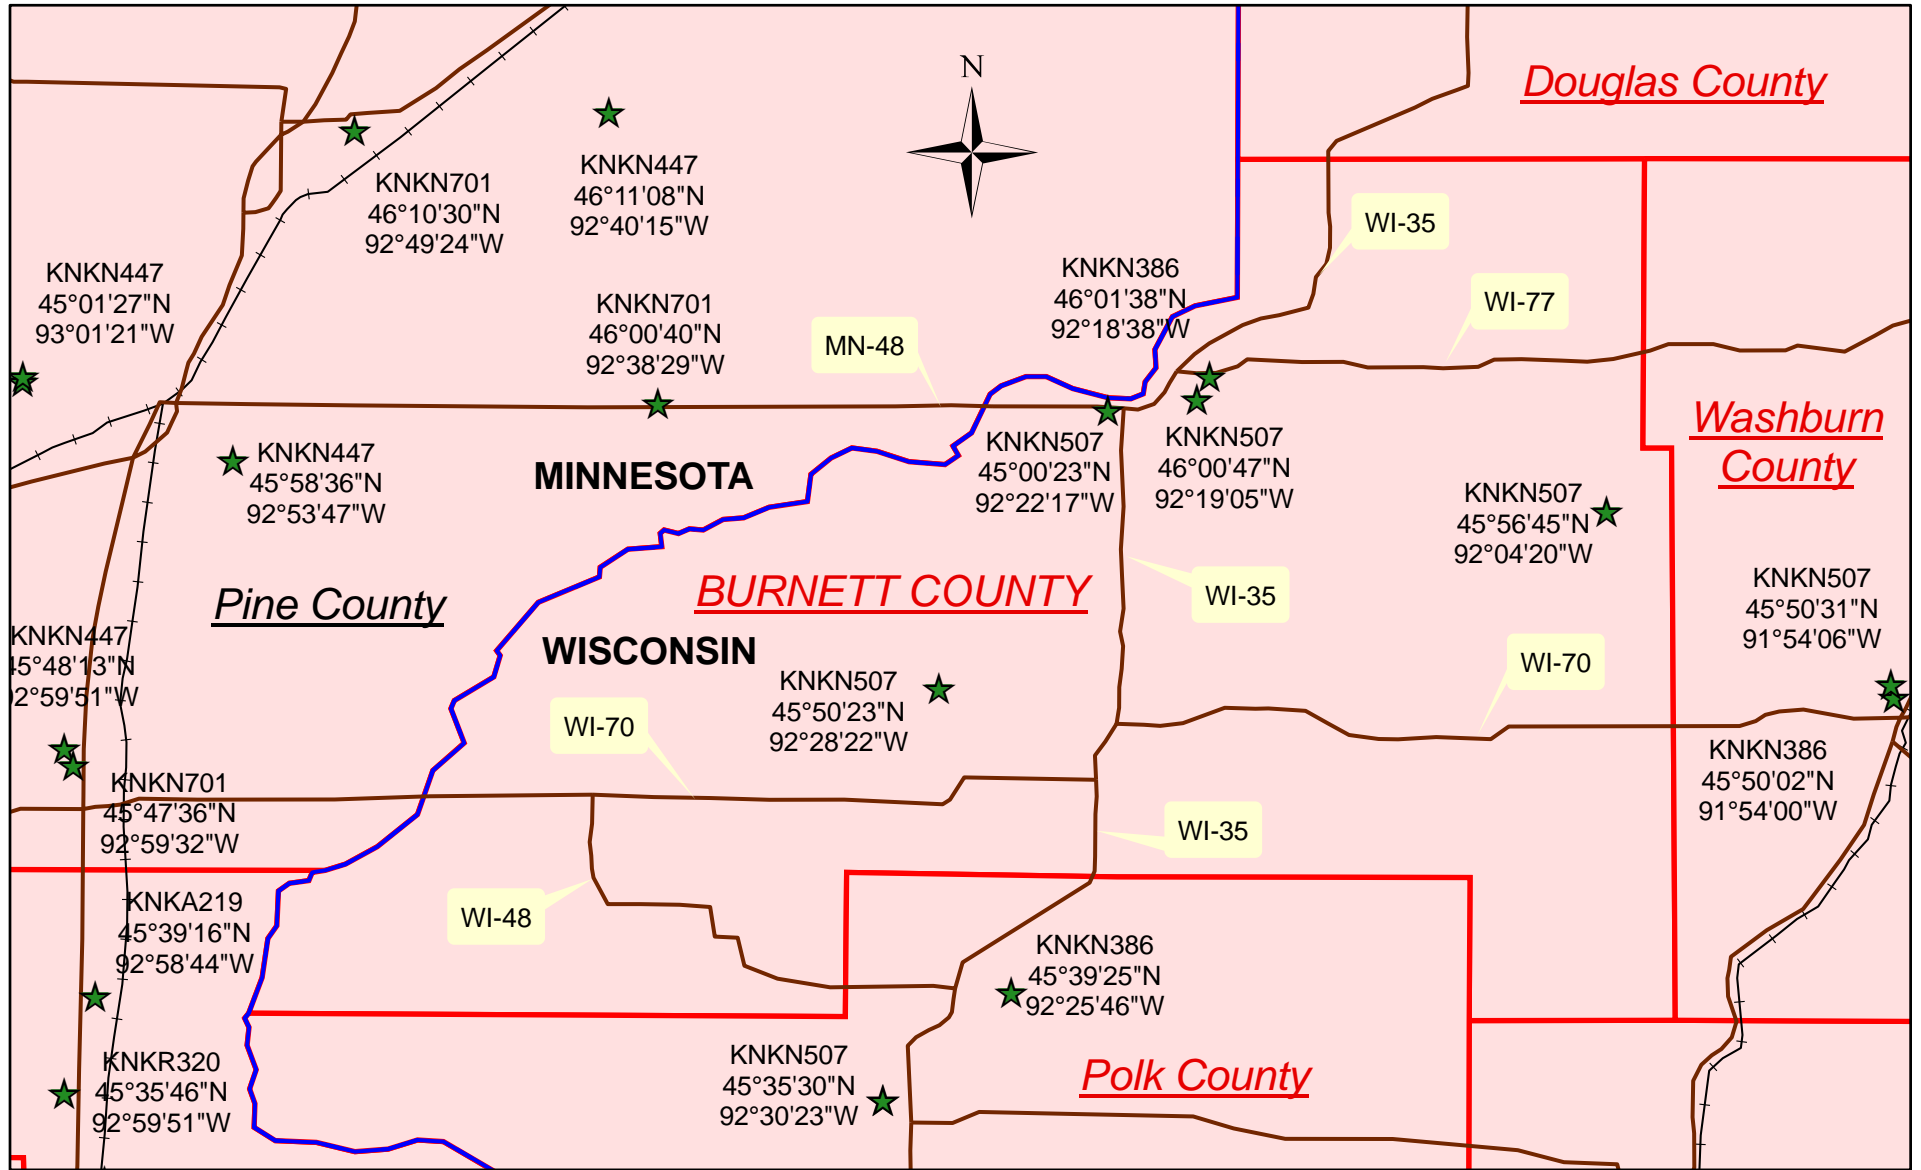 N
Douglas County
KNKN447
46°11'08"N
92°40'15"W
KNKN701
46°10'30"N
92°49'24"W
WI-35
KNKN447
45°01'27"N
93°01'21"W
KNKN386
46°01'38"N
92°18'38"W
KNKN701
46°00'40"N
92°38'29"W
WI-77
MN-48
Washburn
County
KNKN447
45°58'36"N
92°53'47"W
MINNESOTA
KNKN507
45°00'23"N
92°22'17"W
KNKN507
46°00'47"N
92°19'05"W
KNKN507
45°56'45"N
92°04'20"W
Pine County
BURNETT COUNTY
WI-35
KNKN507
45°50'31"N
91°54'06"W
KNKN447
45°48'13"N
92°59'51"W
WISCONSIN
WI-70
KNKN507
45°50'23"N
92°28'22"W
WI-70
KNKN386
45°50'02"N
91°54'00"W
KNKN701
45°47'36"N
92°59'32"W
WI-35
KNKA219
45°39'16"N
92°58'44"W
WI-48
KNKN386
45°39'25"N
92°25'46"W
KNKR320
45°35'46"N
92°59'51"W
KNKN507
45°35'30"N
92°30'23"W
Polk County